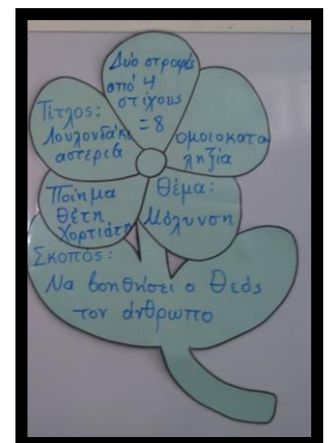 Δυο στροφές
από 4
στίχους
= 8
Τίτλος:
Λουλουδάκι
αστεριά
ομοιοκατα
ληξία
Ποίημα
Θέτη
Χορτιάτη
Θέμα:
Μόλυνση
Σκοπός:
Να βοηθήσει ο Θεός
τον άνθρωπο